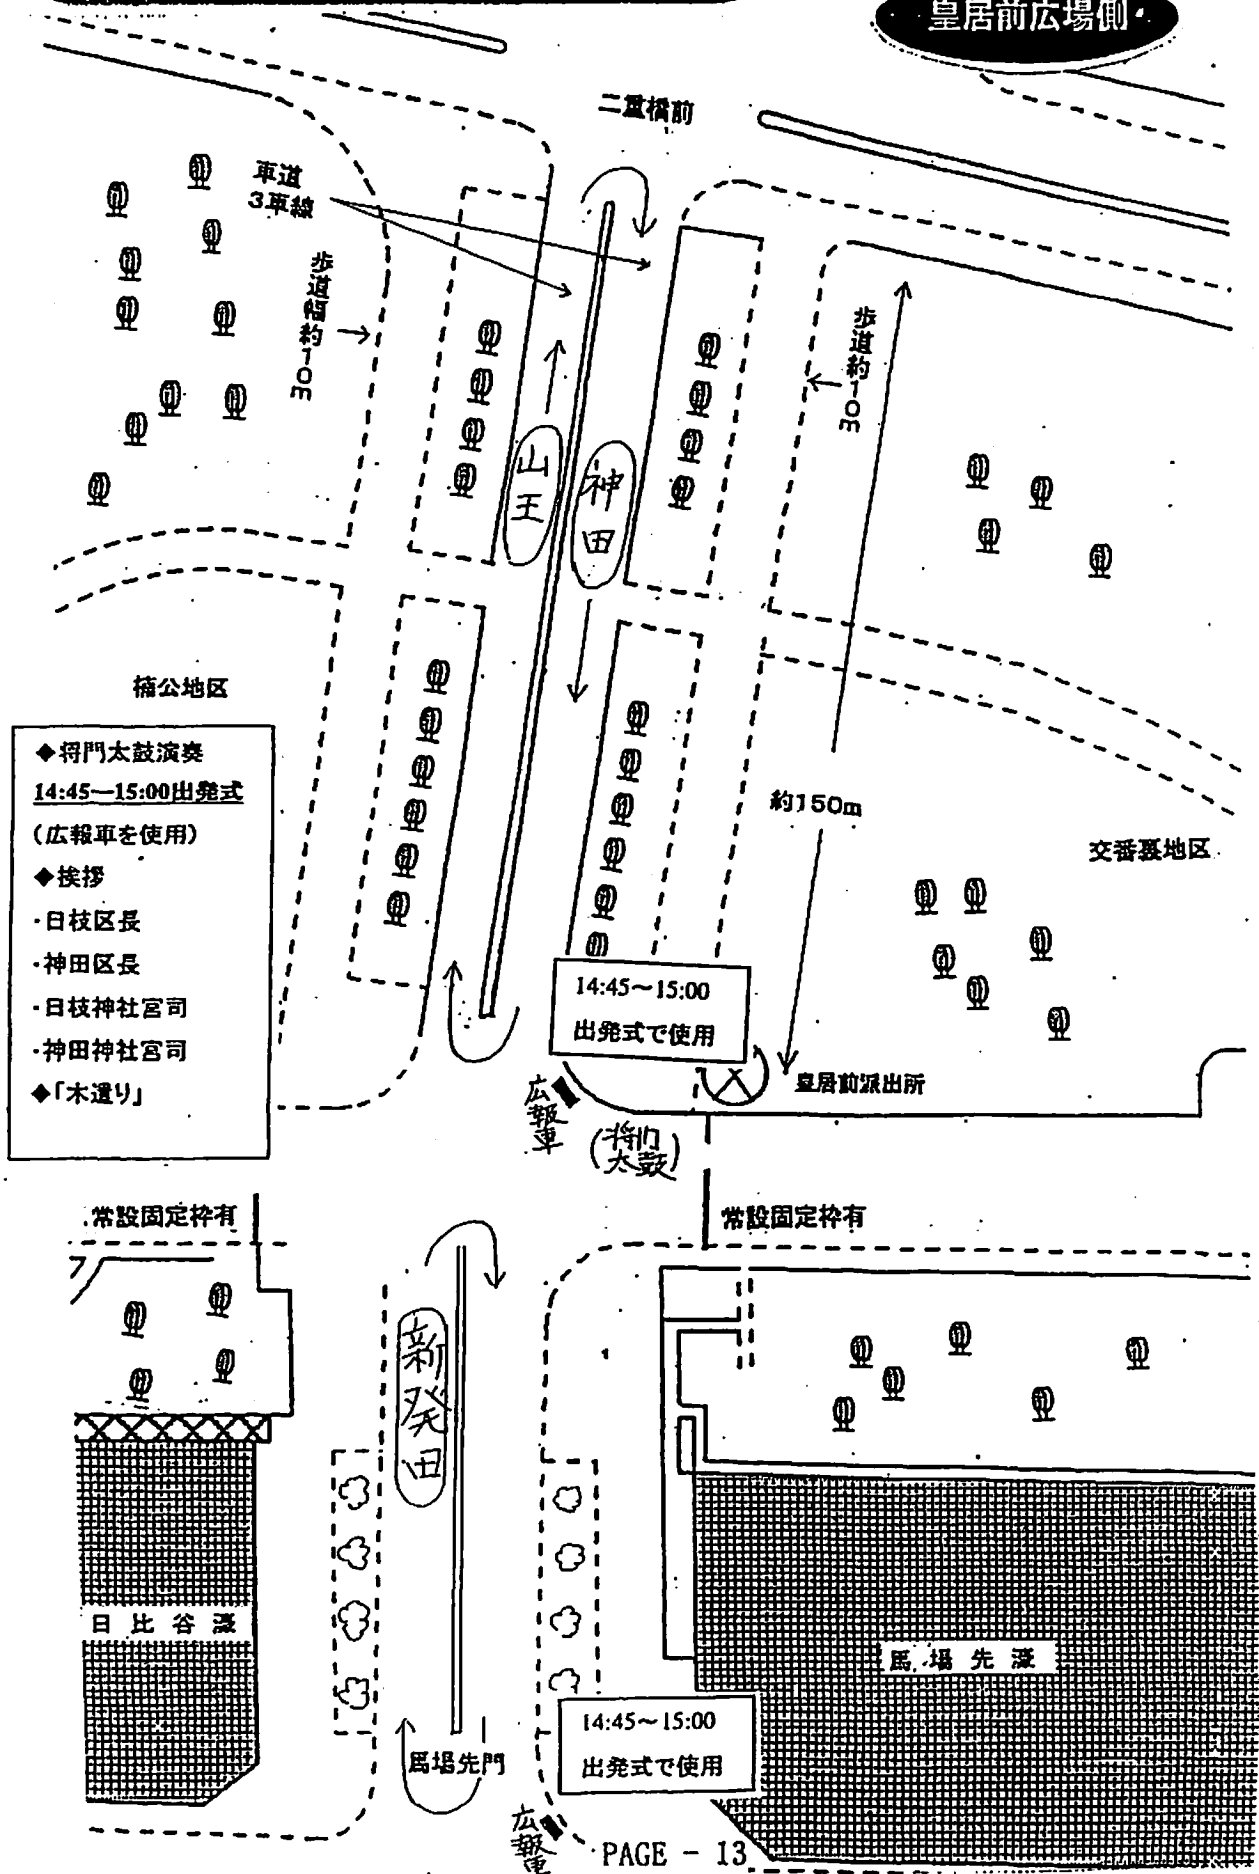 皇居前広場側
二重橋前
車道
3車線
歩道幅約10m
歩道約10m
山王
神田
楠公地区
◆将門太鼓演奏
14:45―15:00出発式
(広報車を使用)
◆挨拶
・日枝区長
・神田区長
・日枝神社宮司
・神田神社宮司
◆「木遣り」
約150m
交番裏地区
14:45～15:00
出発式で使用
皇居前派出所
広報車
(将門
太鼓)
常設固定枠有
常設固定枠有
新発田
日比谷濠
馬場先濠
14:45～15:00
出発式で使用
馬場先門
広報車
PAGE - 13